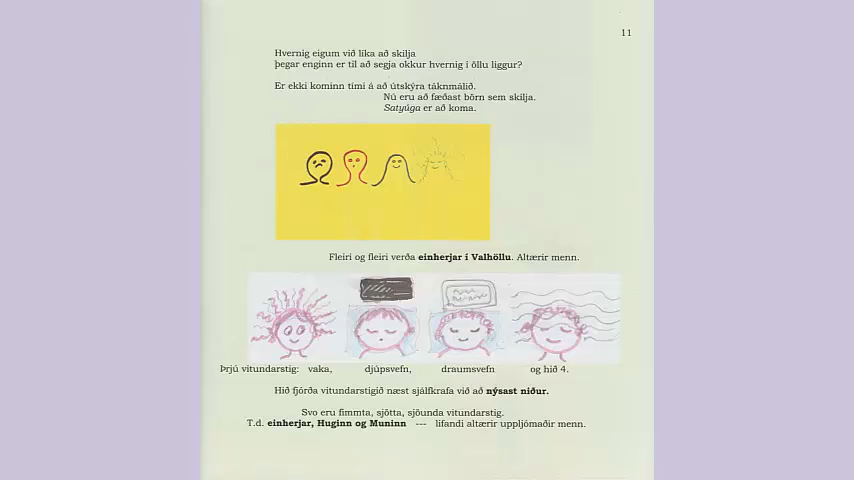 11
Hvernig eigum við líka að skilja
þegar enginn er til að segja okkur hvernig í öllu liggur?
Er ekki kominn tími á að útskýra táknmálið.
Nú eru að fæðast börn sem skilja.
Satyúga er að koma.
Fleiri og fleiri verða einherjar í Valhöllu. Altærir menn.
Þrjú vitundarstig: vaka, djúpsvefn, draumsvefn og hið 4.
Hið fjórða vitundarstigið næst sjálfkrafa við að nýsast niður.
Svo eru fimmta, sjötta, sjöunda vitundarstig.
T.d. einherjar, Huginn og Muninn --- lifandi altærir uppljómaðir menn.